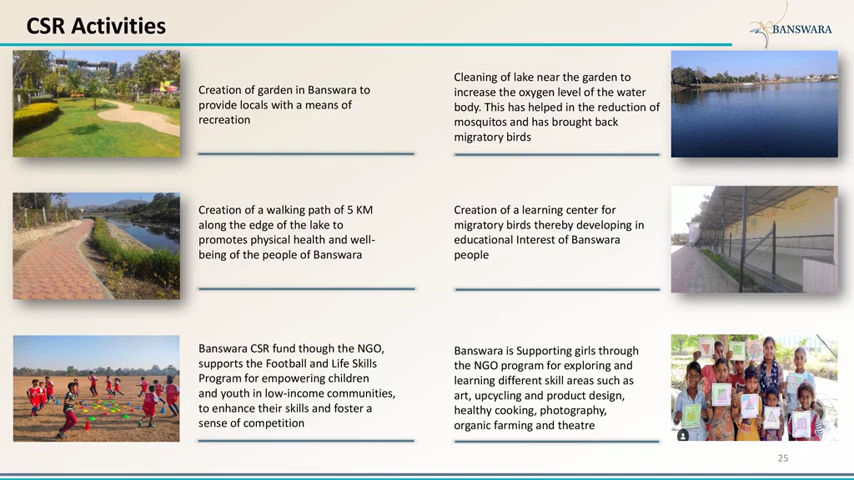 CSR Activities
BANSWARA
Creation of garden in Banswara to
provide locals with a means of
recreation
Cleaning of lake near the garden to
increase the oxygen level of the water
body. This has helped in the reduction of
mosquitos and has brought back
migratory birds
Creation of a walking path of 5 KM
along the edge of the lake to
promotes physical health and well-
being of the people of Banswara
Creation of a learning center for
migratory birds thereby developing in
educational Interest of Banswara
people
Banswara CSR fund though the NGO,
supports the Football and Life Skills
Program for empowering children
and youth in low-income communities,
to enhance their skills and foster a
sense of competition
Banswara is Supporting girls through
the NGO program for exploring and
learning different skill areas such as
art, upcycling and product design,
healthy cooking, photography,
organic farming and theatre
25